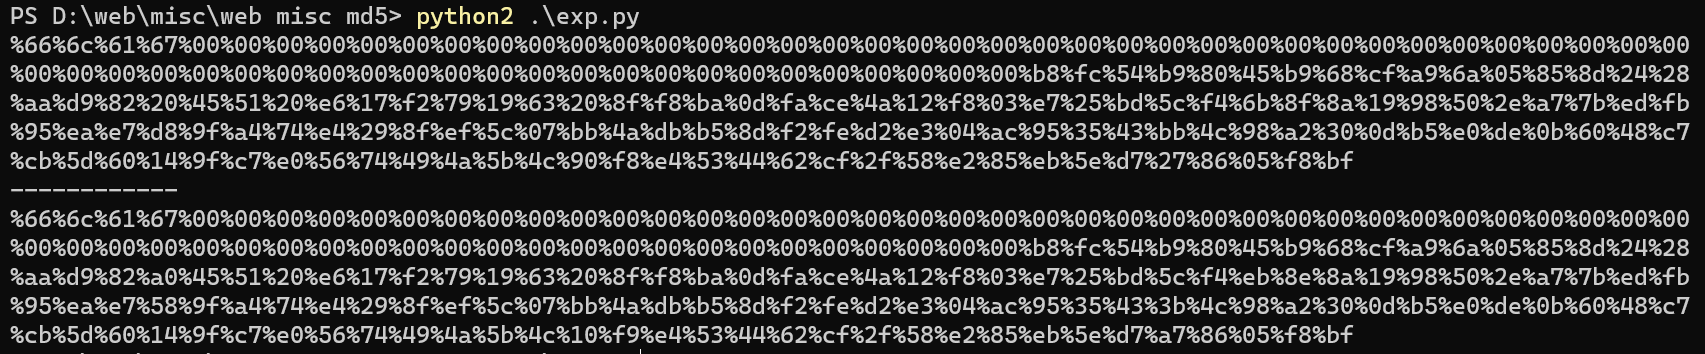 PS D:\web\misc\web misc md5> python2 .\exp.py
%66%6c%61%67%00%00%00%00%00%00%00%00%00%00%00%00%00%00%00%00%00%00%00%00%00%00%00%00%00%00%00%00%00%00%00%00%00%00%00%00
%00%00%00%00%00%00%00%00%00%00%00%00%00%00%00%00%00%00%00%00%00%00%00%00%b8%fc%54%b9%80%45%b9%68%cf%a9%6a%05%85%8d%24%28
%aa%d9%82%20%45%51%20%e6%17%f2%79%19%63%20%8f%f8%ba%0d%fa%ce%4a%12%f8%03%e7%25%bd%5c%f4%6b%8f%8a%19%98%50%2e%a7%7b%ed%fb
%95%ea%e7%d8%9f%a4%74%e4%29%8f%ef%5c%07%bb%4a%db%b5%8d%f2%fe%d2%e3%04%ac%95%35%43%bb%4c%98%a2%30%0d%b5%e0%de%0b%60%48%c7
%cb%5d%60%14%9f%c7%e0%56%74%49%4a%5b%4c%90%f8%e4%53%44%62%cf%2f%58%e2%85%eb%5e%d7%27%86%05%f8%bf
------------
%66%6c%61%67%00%00%00%00%00%00%00%00%00%00%00%00%00%00%00%00%00%00%00%00%00%00%00%00%00%00%00%00%00%00%00%00%00%00%00%00
%00%00%00%00%00%00%00%00%00%00%00%00%00%00%00%00%00%00%00%00%00%00%00%00%b8%fc%54%b9%80%45%b9%68%cf%a9%6a%05%85%8d%24%28
%aa%d9%82%a0%45%51%20%e6%17%f2%79%19%63%20%8f%f8%ba%0d%fa%ce%4a%12%f8%03%e7%25%bd%5c%f4%eb%8e%8a%19%98%50%2e%a7%7b%ed%fb
%95%ea%e7%58%9f%a4%74%e4%29%8f%ef%5c%07%bb%4a%db%b5%8d%f2%fe%d2%e3%04%ac%95%35%43%3b%4c%98%a2%30%0d%b5%e0%de%0b%60%48%c7
%cb%5d%60%14%9f%c7%e0%56%74%49%4a%5b%4c%10%f9%e4%53%44%62%cf%2f%58%e2%85%eb%5e%d7%a7%86%05%f8%bf